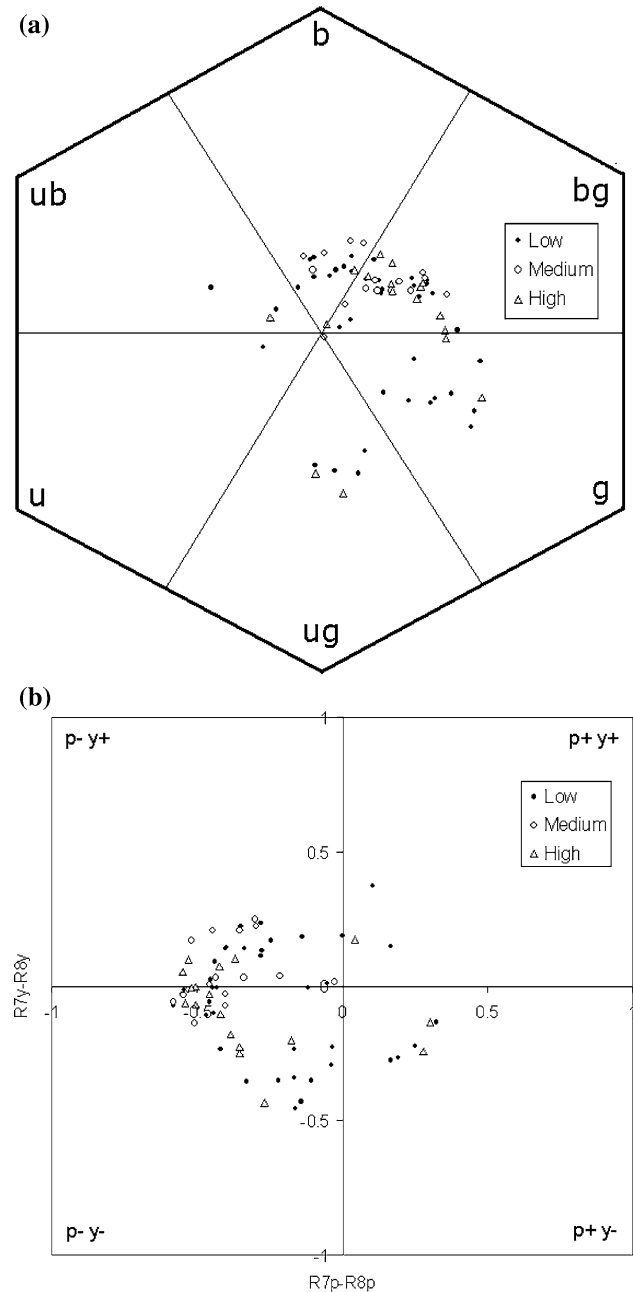 (a)
b
ub
bg
Low
Medium
High
u
g
ug
(b)
1
p- y+
p+ y+
Low
Medium
High
0.5
R7y-R8y
0
-1
-0.5
0
0.5
1
-0.5
p- y-
p+ y-
-1
R7p-R8p